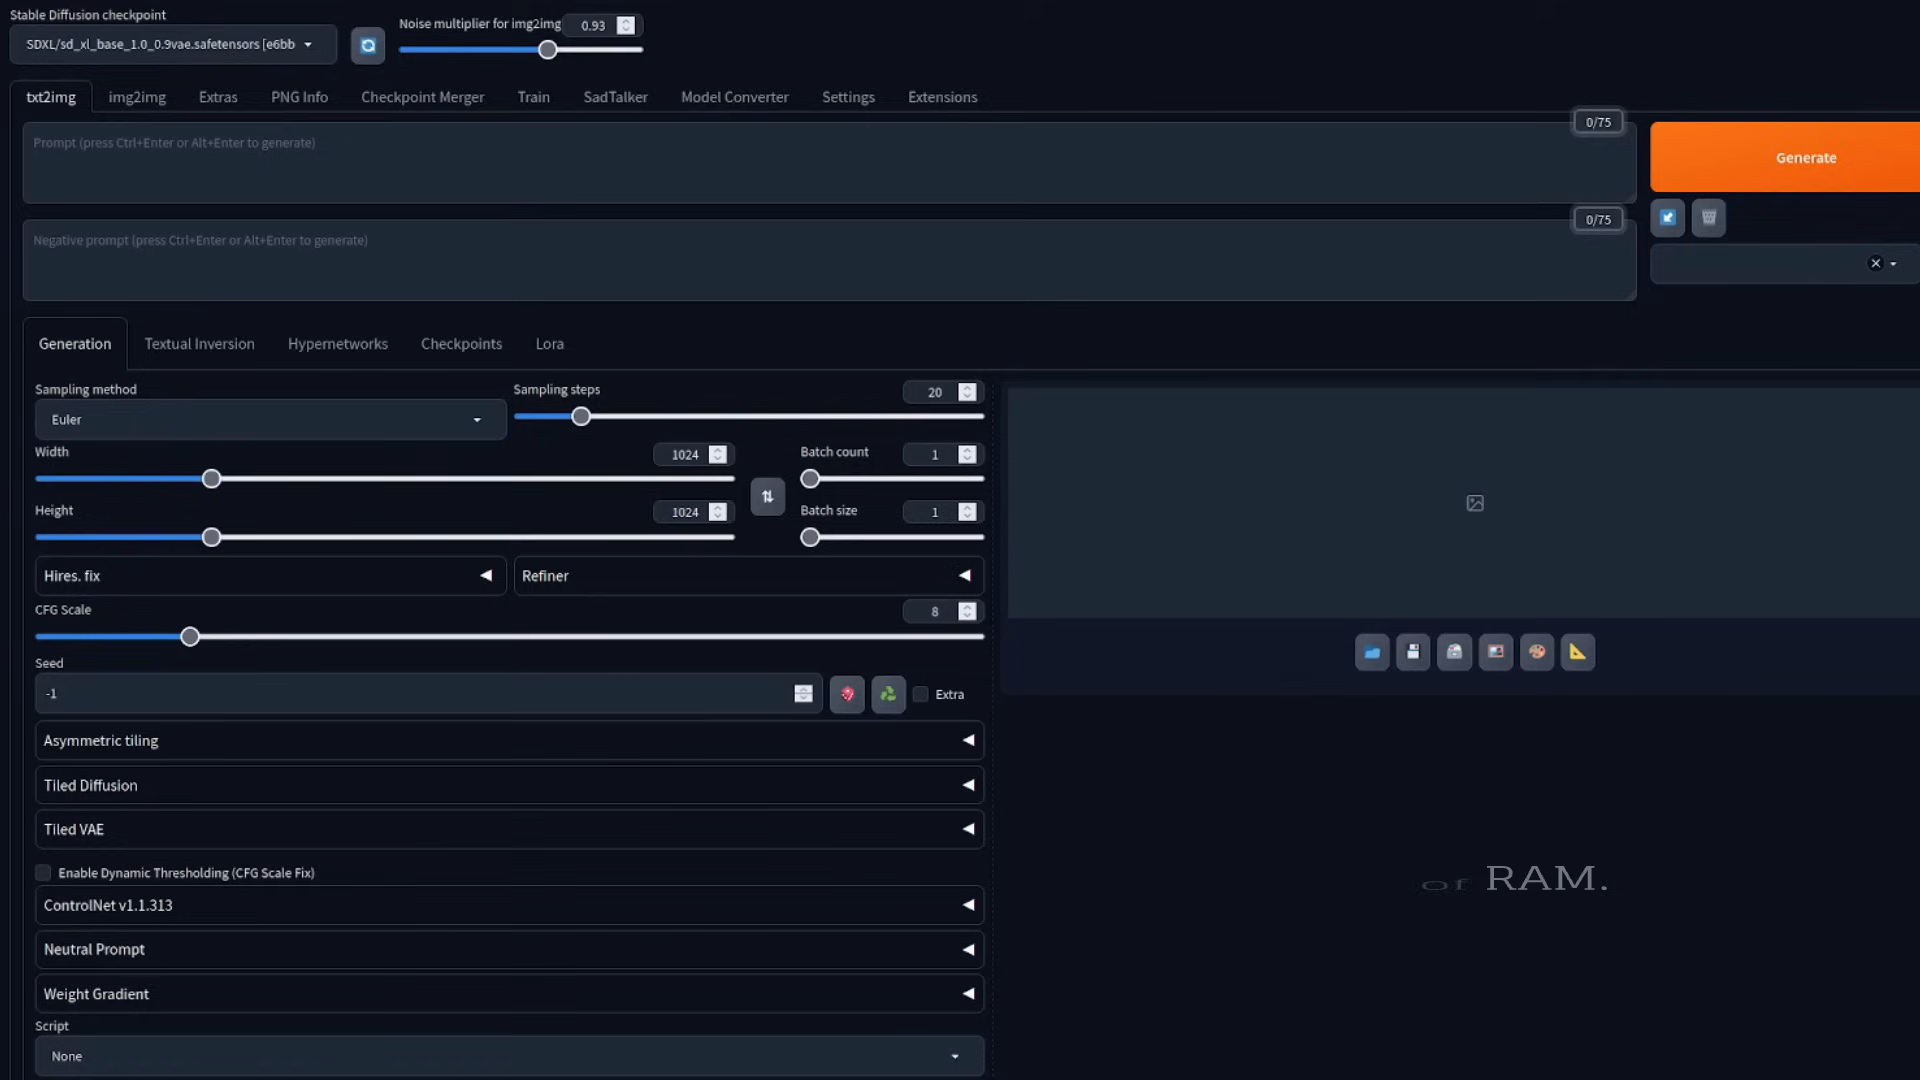 Stable Diffusion checkpoint
SDXL/sd_xl_base_1.0_0.9vae.safetensors [e6bb
Noise multiplier for img2img 0.93
txt2img img2img Extras PNG Info Checkpoint Merger Train SadTalker Model Converter Settings Extensions
0/75
Prompt (press Ctrl+Enter or Alt+Enter to generate)
Generate
0/75
Negative prompt (press Ctrl+Enter or Alt+Enter to generate)
Generation Textual Inversion Hypernetworks Checkpoints Lora
Sampling method
Euler
Sampling steps 20
Width 1024
Batch count 1
Height 1024
Batch size 1
Hires. fix
Refiner
CFG Scale 8
Seed
-1
Extra
Asymmetric tiling
Tiled Diffusion
Tiled VAE
Enable Dynamic Thresholding (CFG Scale Fix)
of RAM.
ControlNet v1.1.313
Neutral Prompt
Weight Gradient
Script
None